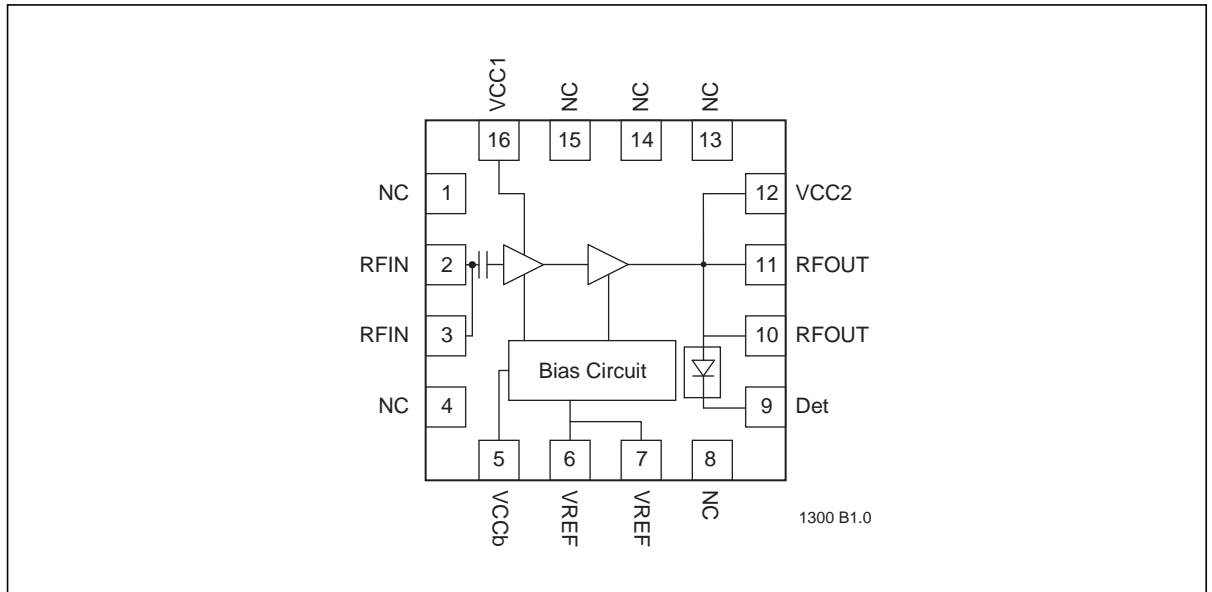 VCC1
NC
NC
NC
16
15
14
13
NC
1
12
VCC2
RFIN
2
11
RFOUT
RFIN
3
10
RFOUT
Bias Circuit
NC
4
9
Det
5
6
7
8
VCCb
VREF
VREF
NC
1300 B1.0